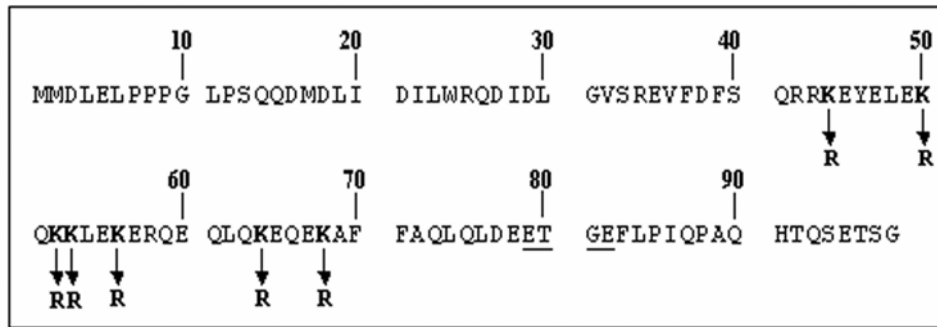 10 20 30 40 50
MMDLELPPPG LPSQQDMDLI DILWRQDIDL GVSREVFDFS QRRKEYELEK
R R
60 70 80 90
QKKLEKERQE QLQKEQEKAF FAQLQLDEET GEFLPIQPAQ HTQSETSG
RR R R R